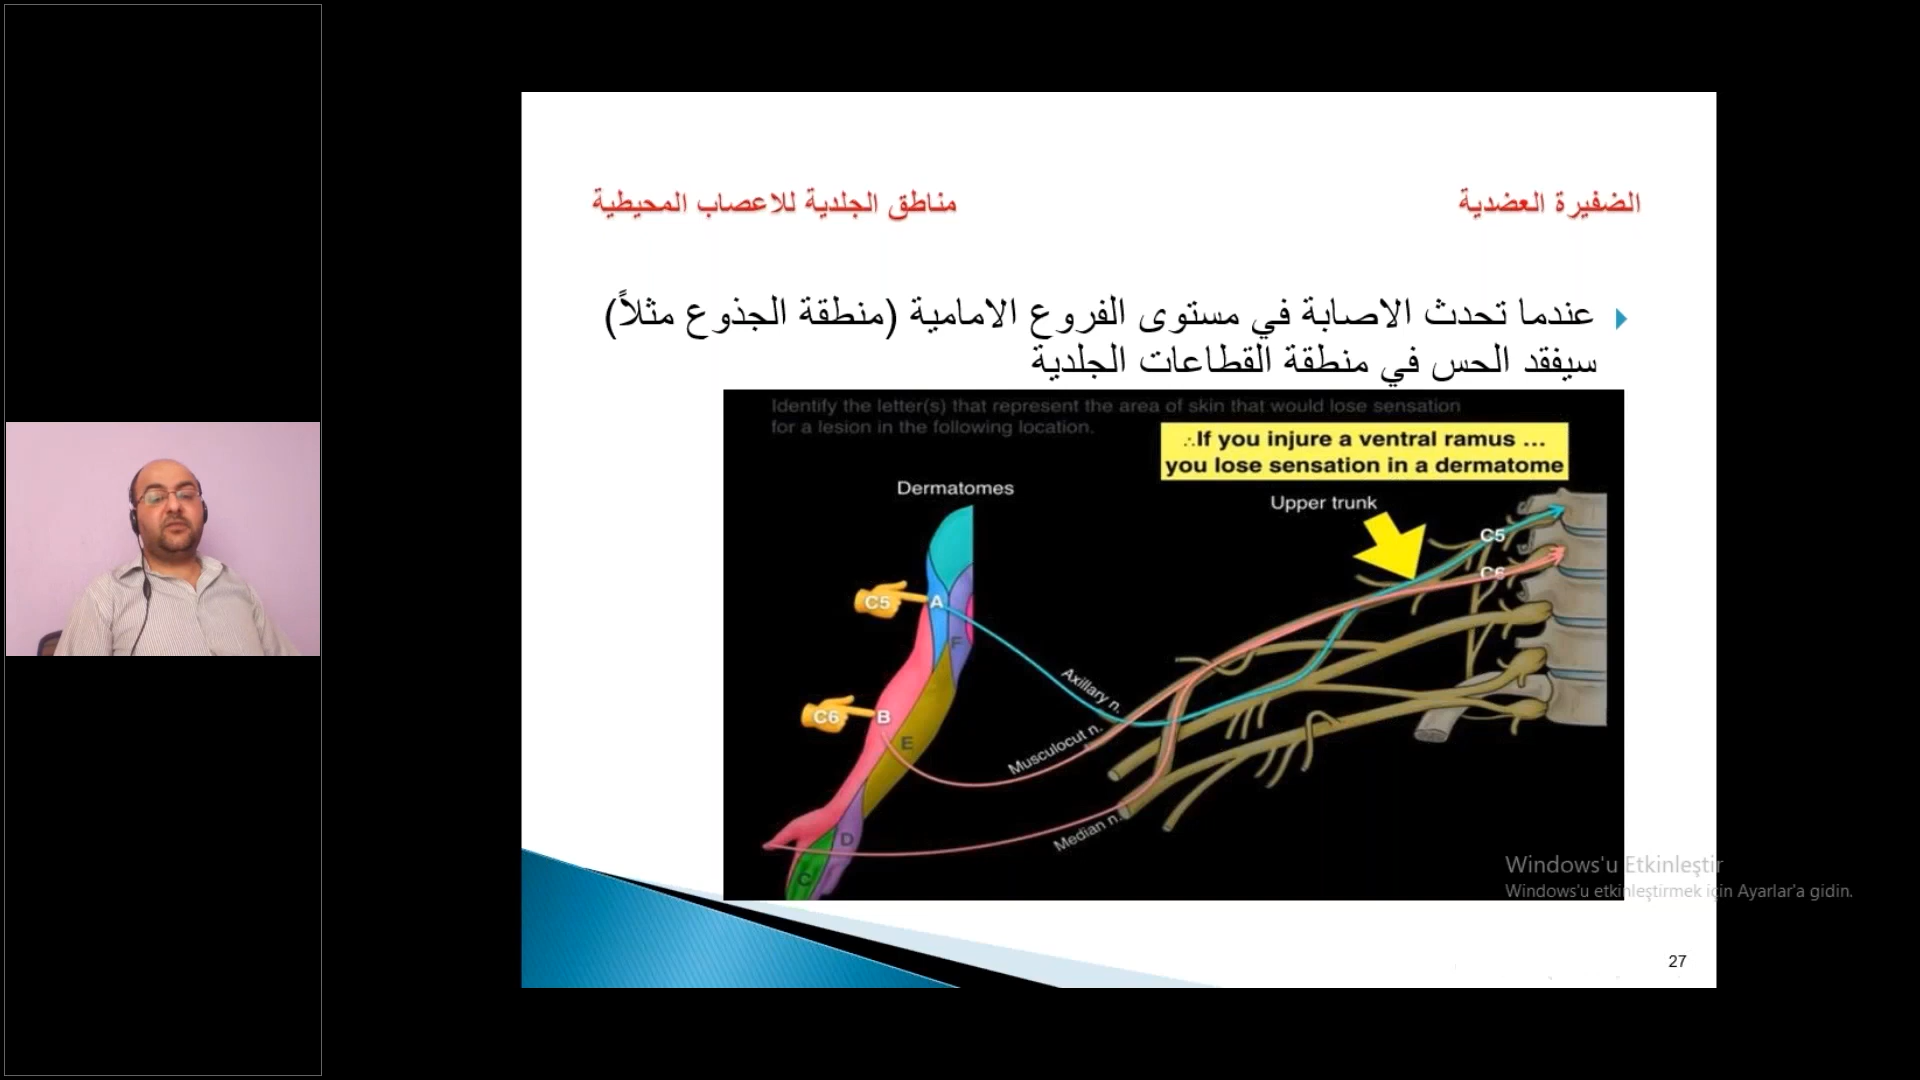 الضفيرة العضدية
مناطق الجلدية للاعصاب المحيطية
عندما تحدث الاصابة في مستوى الفروع الامامية (منطقة الجذوع مثلاً)
سيفقد الحس في منطقة القطاعات الجلدية
Identify the letter(s) that represent the area of skin that would lose sensation
for a lesion in the following location.
∴If you injure a ventral ramus ...
you lose sensation in a dermatome
Dermatomes
Upper trunk
C5
C6
C5
A
F
Axillary n.
C6
B
E
Musculocut n.
D
Median n.
C
Windows'u Etkinleştir
Windows'u etkinleştirmek için Ayarlar'a gidin.
27